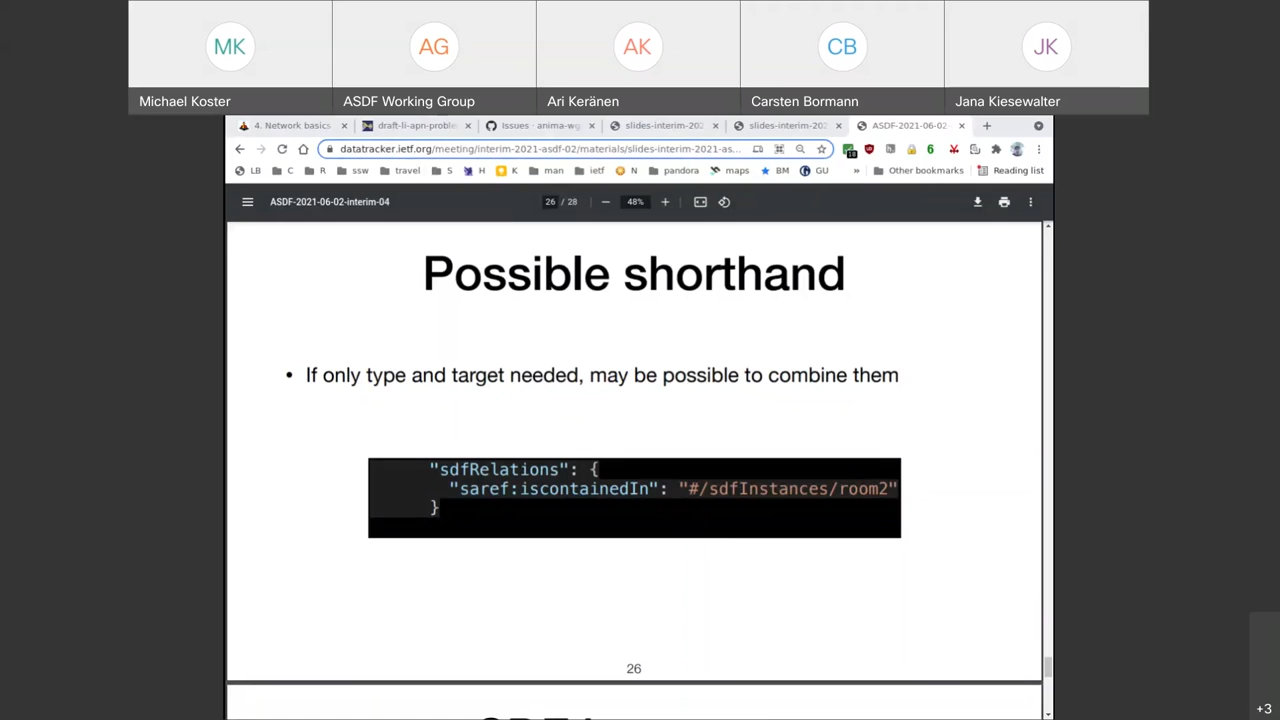 MK
AG
AK
CB
JK
Michael Koster
ASDF Working Group
Ari Keränen
Carsten Bormann
Jana Kiesewalter
4. Network basics
draft-li-apn-proble
Issues · anima-wg
slides-interim-202
slides-interim-202
ASDF-2021-06-02-
datatracker.ietf.org/meeting/interim-2021-asdf-02/materials/slides-interim-2021-as...
LB
C
R
ssw
travel
S
H
K
man
ietf
N
pandora
maps
BM
GU
»
Other bookmarks
Reading list
ASDF-2021-06-02-interim-04
26 / 28
48%
Possible shorthand
• If only type and target needed, may be possible to combine them
"sdfRelations": {
"saref:iscontainedIn": "#/sdfInstances/room2"
}
26
+3